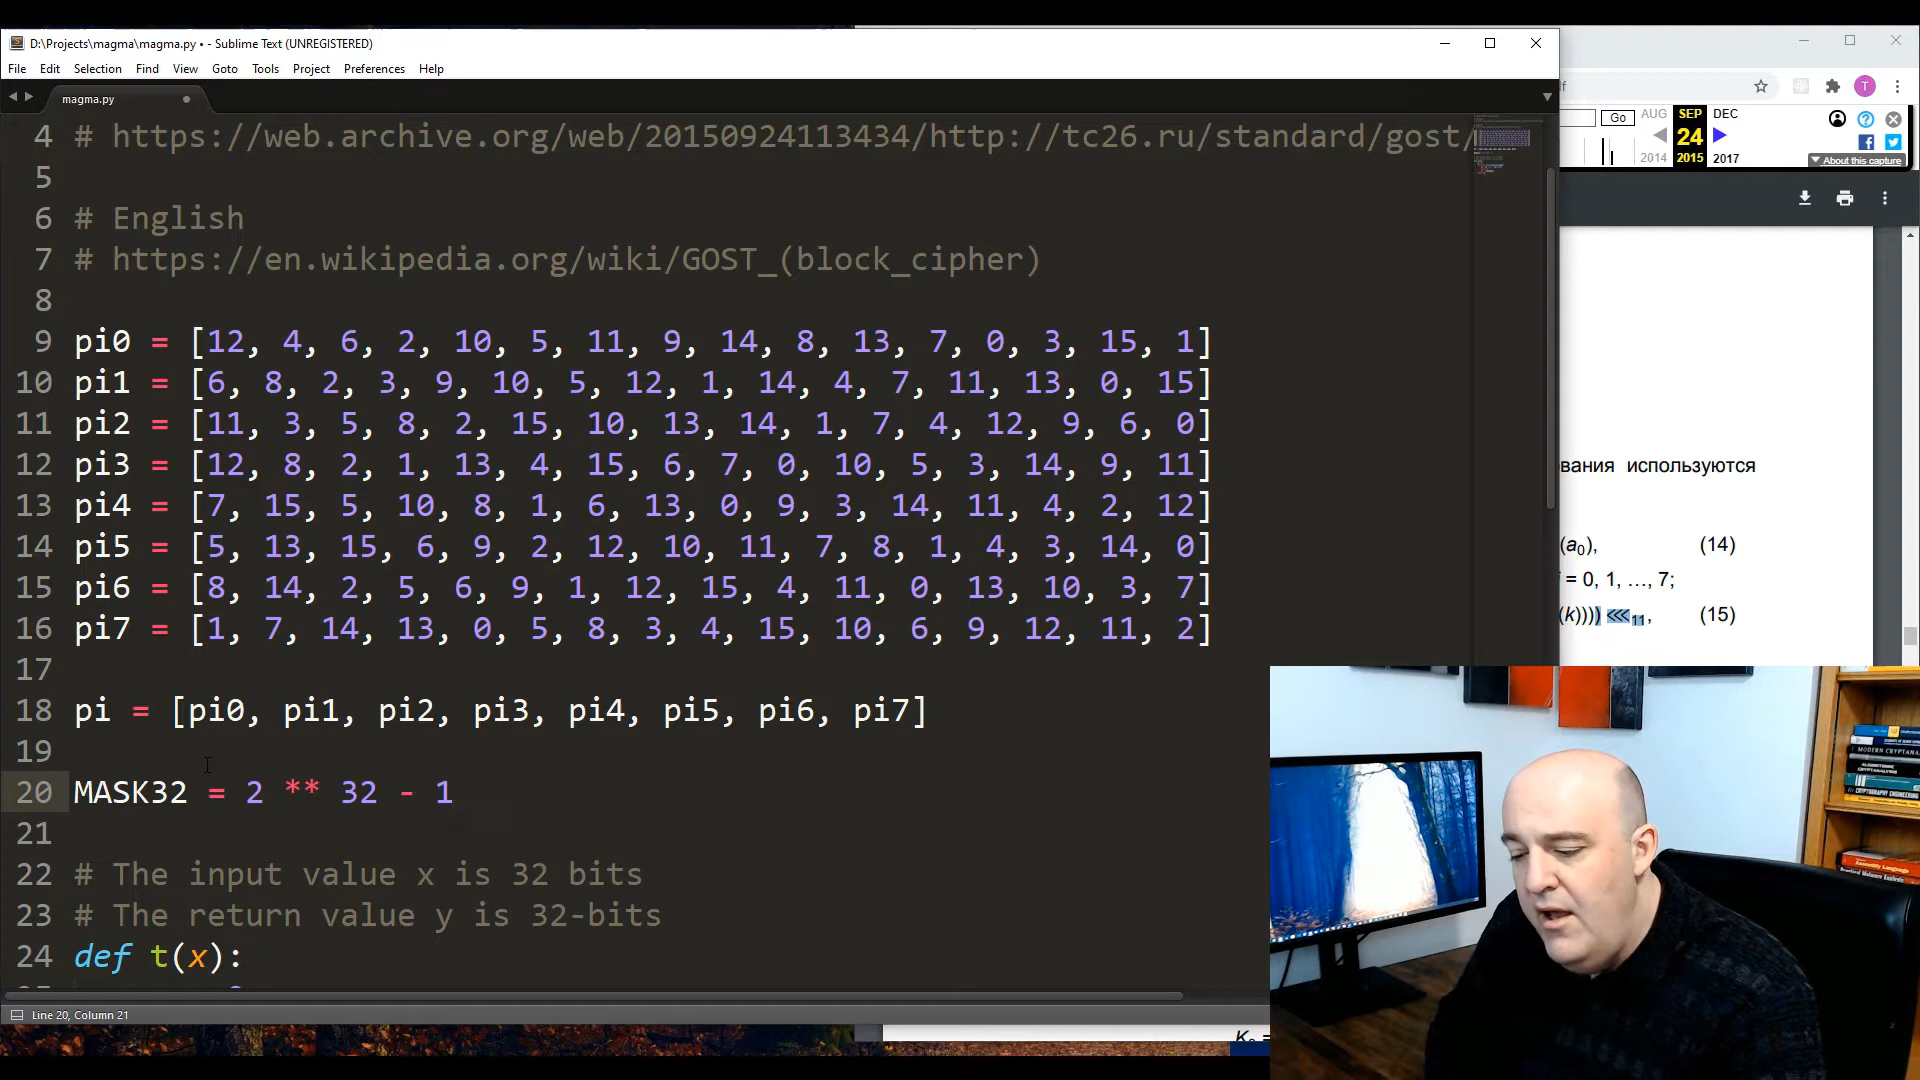 D:\Projects\magma\magma.py • - Sublime Text (UNREGISTERED)
File Edit Selection Find View Goto Tools Project Preferences Help
magma.py
4 # https://web.archive.org/web/20150924113434/http://tc26.ru/standard/gost/
5
6 # English
7 # https://en.wikipedia.org/wiki/GOST_(block_cipher)
8
9 pi0 = [12, 4, 6, 2, 10, 5, 11, 9, 14, 8, 13, 7, 0, 3, 15, 1]
10 pi1 = [6, 8, 2, 3, 9, 10, 5, 12, 1, 14, 4, 7, 11, 13, 0, 15]
11 pi2 = [11, 3, 5, 8, 2, 15, 10, 13, 14, 1, 7, 4, 12, 9, 6, 0]
12 pi3 = [12, 8, 2, 1, 13, 4, 15, 6, 7, 0, 10, 5, 3, 14, 9, 11]
13 pi4 = [7, 15, 5, 10, 8, 1, 6, 13, 0, 9, 3, 14, 11, 4, 2, 12]
14 pi5 = [5, 13, 15, 6, 9, 2, 12, 10, 11, 7, 8, 1, 4, 3, 14, 0]
15 pi6 = [8, 14, 2, 5, 6, 9, 1, 12, 15, 4, 11, 0, 13, 10, 3, 7]
16 pi7 = [1, 7, 14, 13, 0, 5, 8, 3, 4, 15, 10, 6, 9, 12, 11, 2]
17
18 pi = [pi0, pi1, pi2, pi3, pi4, pi5, pi6, pi7]
19
20 MASK32 = 2 ** 32 - 1
21
22 # The input value x is 32 bits
23 # The return value y is 32-bits
24 def t(x):
Line 20, Column 21
T
Go AUG SEP DEC
24
2014 2015 2017
About this capture
вания используются
(a0), (14)
= 0, 1, …, 7;
(k)))) <<<11, (15)